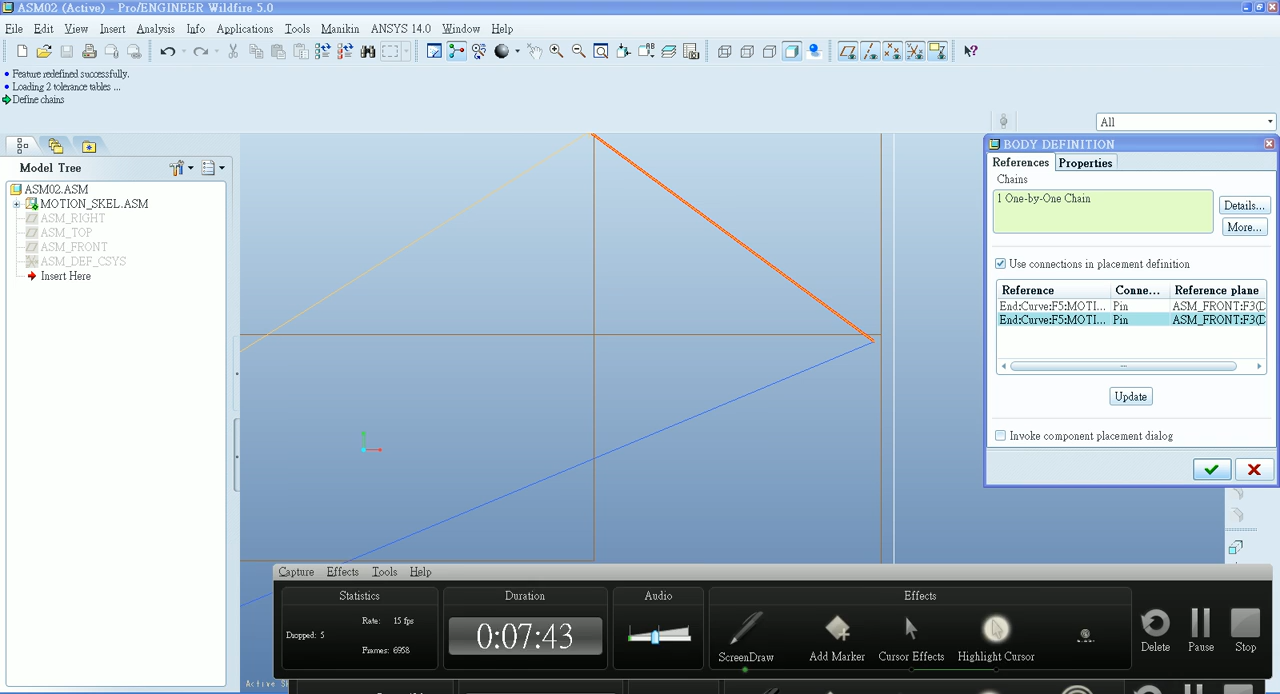 ASM02 (Active) - Pro/ENGINEER Wildfire 5.0
File Edit View Insert Analysis Info Applications Tools Manikin ANSYS 14.0 Window Help
Feature redefined successfully.
Loading 2 tolerance tables ...
Define chains
All
Model Tree
ASM02.ASM
MOTION_SKEL.ASM
ASM_RIGHT
ASM_TOP
ASM_FRONT
ASM_DEF_CSYS
Insert Here
BODY DEFINITION
References Properties
Chains
1 One-by-One Chain
Details...
More...
Use connections in placement definition
Reference Conne... Reference plane
End:Curve:F5:MOTI... Pin ASM_FRONT:F3(D
End:Curve:F5:MOTI... Pin ASM_FRONT:F3(D
Update
Invoke component placement dialog
Capture Effects Tools Help
Statistics Duration Audio Effects
Rate: 15 fps
Dropped: 5
Frames: 6958
0:07:43
ScreenDraw Add Marker Cursor Effects Highlight Cursor
Delete Pause Stop